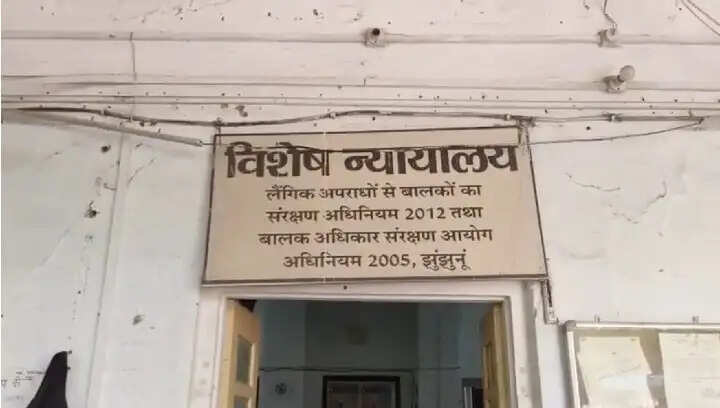 विशेष न्यायालय
लैंगिक अपराधों से बालकों का
संरक्षण अधिनियम 2012 तथा
बालक अधिकार संरक्षण आयोग
अधिनियम 2005, झुंझुनूं